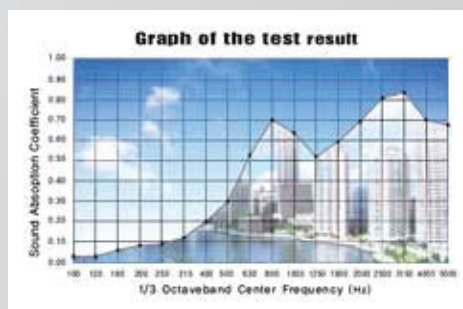 Graph of the test result
Sound Absoption Coefficient
1.00
0.90
0.80
0.70
0.60
0.50
0.40
0.30
0.20
0.10
0.00
100 125 160 200 250 315 400 500 630 800 1000 1250 1600 2000 2500 3150 4000 5000
1/3 Octaveband Center Frequency (Hz)